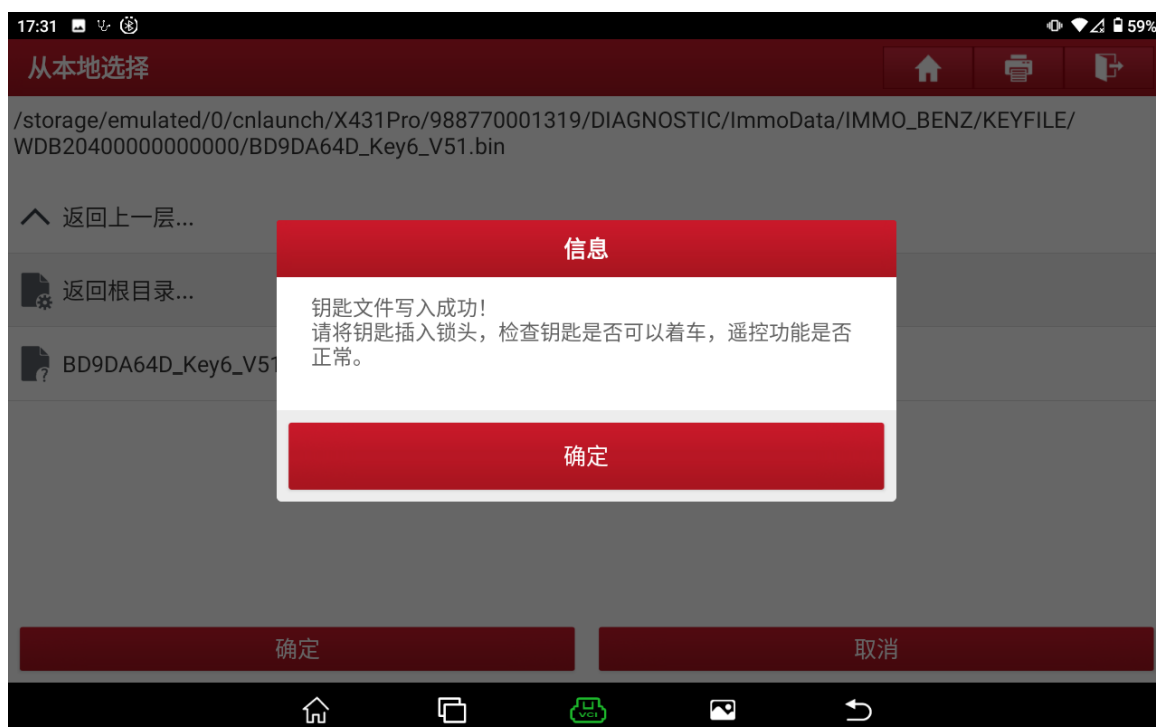 17:31 59%
从本地选择
/storage/emulated/0/cnlaunch/X431Pro/988770001319/DIAGNOSTIC/ImmoData/IMMO_BENZ/KEYFILE/
WDB20400000000000/BD9DA64D_Key6_V51.bin
返回上一层...
信息
返回根目录...
钥匙文件写入成功!
请将钥匙插入锁头，检查钥匙是否可以着车，遥控功能是否
正常。
BD9DA64D_Key6_V51
确定
确定 取消
VCI